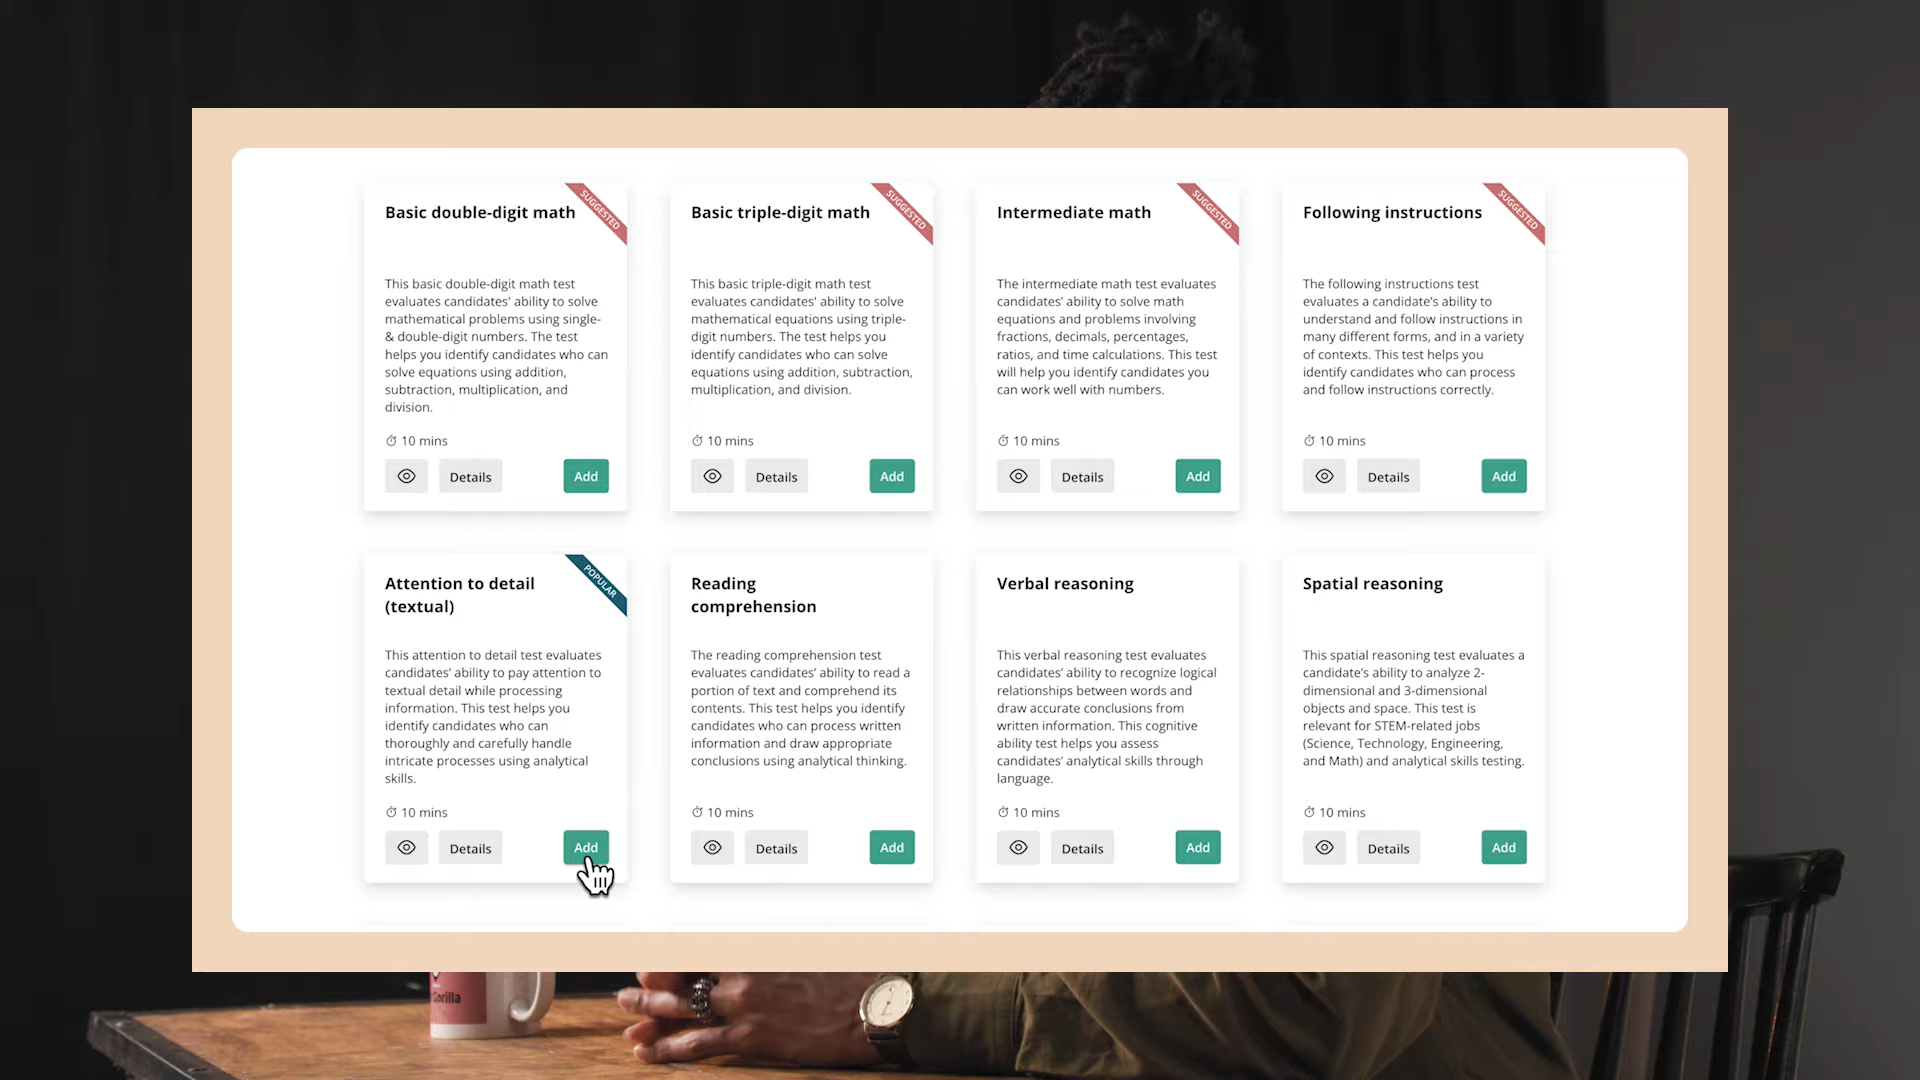 Basic double-digit math
SUGGESTED
This basic double-digit math test
evaluates candidates' ability to solve
mathematical problems using single-
& double-digit numbers. The test
helps you identify candidates who can
solve equations using addition,
subtraction, multiplication, and
division.
10 mins
Details
Add
Basic triple-digit math
SUGGESTED
This basic triple-digit math test
evaluates candidates' ability to solve
mathematical equations using triple-
digit numbers. The test helps you
identify candidates who can solve
equations using addition, subtraction,
multiplication, and division.
10 mins
Details
Add
Intermediate math
SUGGESTED
The intermediate math test evaluates
candidates’ ability to solve math
equations and problems involving
fractions, decimals, percentages,
ratios, and time calculations. This test
will help you identify candidates you
can work well with numbers.
10 mins
Details
Add
Following instructions
SUGGESTED
The following instructions test
evaluates a candidate’s ability to
understand and follow instructions in
many different forms, and in a variety
of contexts. This test helps you
identify candidates who can process
and follow instructions correctly.
10 mins
Details
Add
Attention to detail
(textual)
POPULAR
This attention to detail test evaluates
candidates’ ability to pay attention to
textual detail while processing
information. This test helps you
identify candidates who can
thoroughly and carefully handle
intricate processes using analytical
skills.
10 mins
Details
Add
Reading
comprehension
The reading comprehension test
evaluates candidates’ ability to read a
portion of text and comprehend its
contents. This test helps you identify
candidates who can process written
information and draw appropriate
conclusions using analytical thinking.
10 mins
Details
Add
Verbal reasoning
This verbal reasoning test evaluates
candidates’ ability to recognize logical
relationships between words and
draw accurate conclusions from
written information. This cognitive
ability test helps you assess
candidates’ analytical skills through
language.
10 mins
Details
Add
Spatial reasoning
This spatial reasoning test evaluates a
candidate’s ability to analyze 2-
dimensional and 3-dimensional
objects and space. This test is
relevant for STEM-related jobs
(Science, Technology, Engineering,
and Math) and analytical skills testing.
10 mins
Details
Add
Gorilla